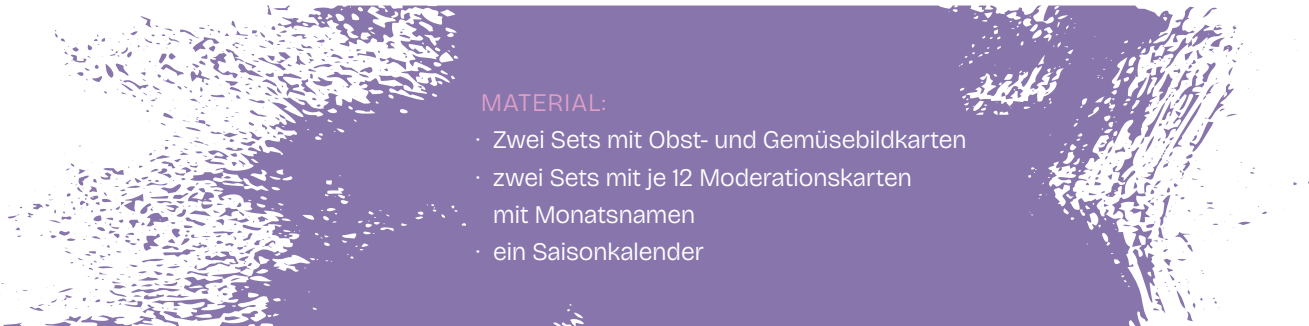 MATERIAL:
· Zwei Sets mit Obst- und Gemüsebildkarten
· zwei Sets mit je 12 Moderationskarten
mit Monatsnamen
· ein Saisonkalender